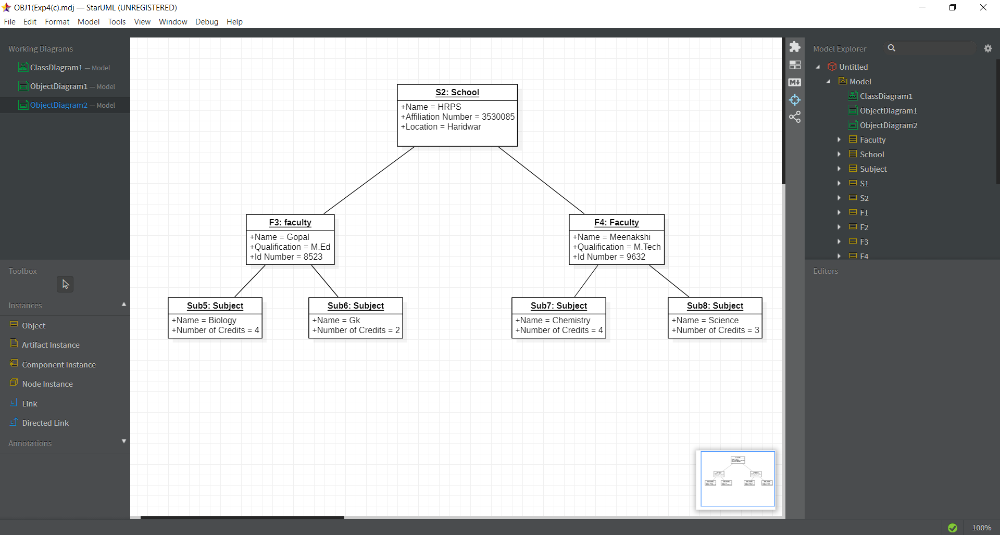 OBJ1(Exp4(c).mdj — StarUML (UNREGISTERED)
File Edit Format Model Tools View Window Debug Help
Working Diagrams
ClassDiagram1 — Model
ObjectDiagram1 — Model
ObjectDiagram2 — Model
Toolbox
Instances
Object
Artifact Instance
Component Instance
Node Instance
Link
Directed Link
Annotations
S2: School
+Name = HRPS
+Affiliation Number = 3530085
+Location = Haridwar
F3: faculty
+Name = Gopal
+Qualification = M.Ed
+Id Number = 8523
F4: Faculty
+Name = Meenakshi
+Qualification = M.Tech
+Id Number = 9632
Sub5: Subject
+Name = Biology
+Number of Credits = 4
Sub6: Subject
+Name = Gk
+Number of Credits = 2
Sub7: Subject
+Name = Chemistry
+Number of Credits = 4
Sub8: Subject
+Name = Science
+Number of Credits = 3
M
Model Explorer
Untitled
Model
ClassDiagram1
ObjectDiagram1
ObjectDiagram2
Faculty
School
Subject
S1
S2
F1
F2
F3
F4
Editors
100%